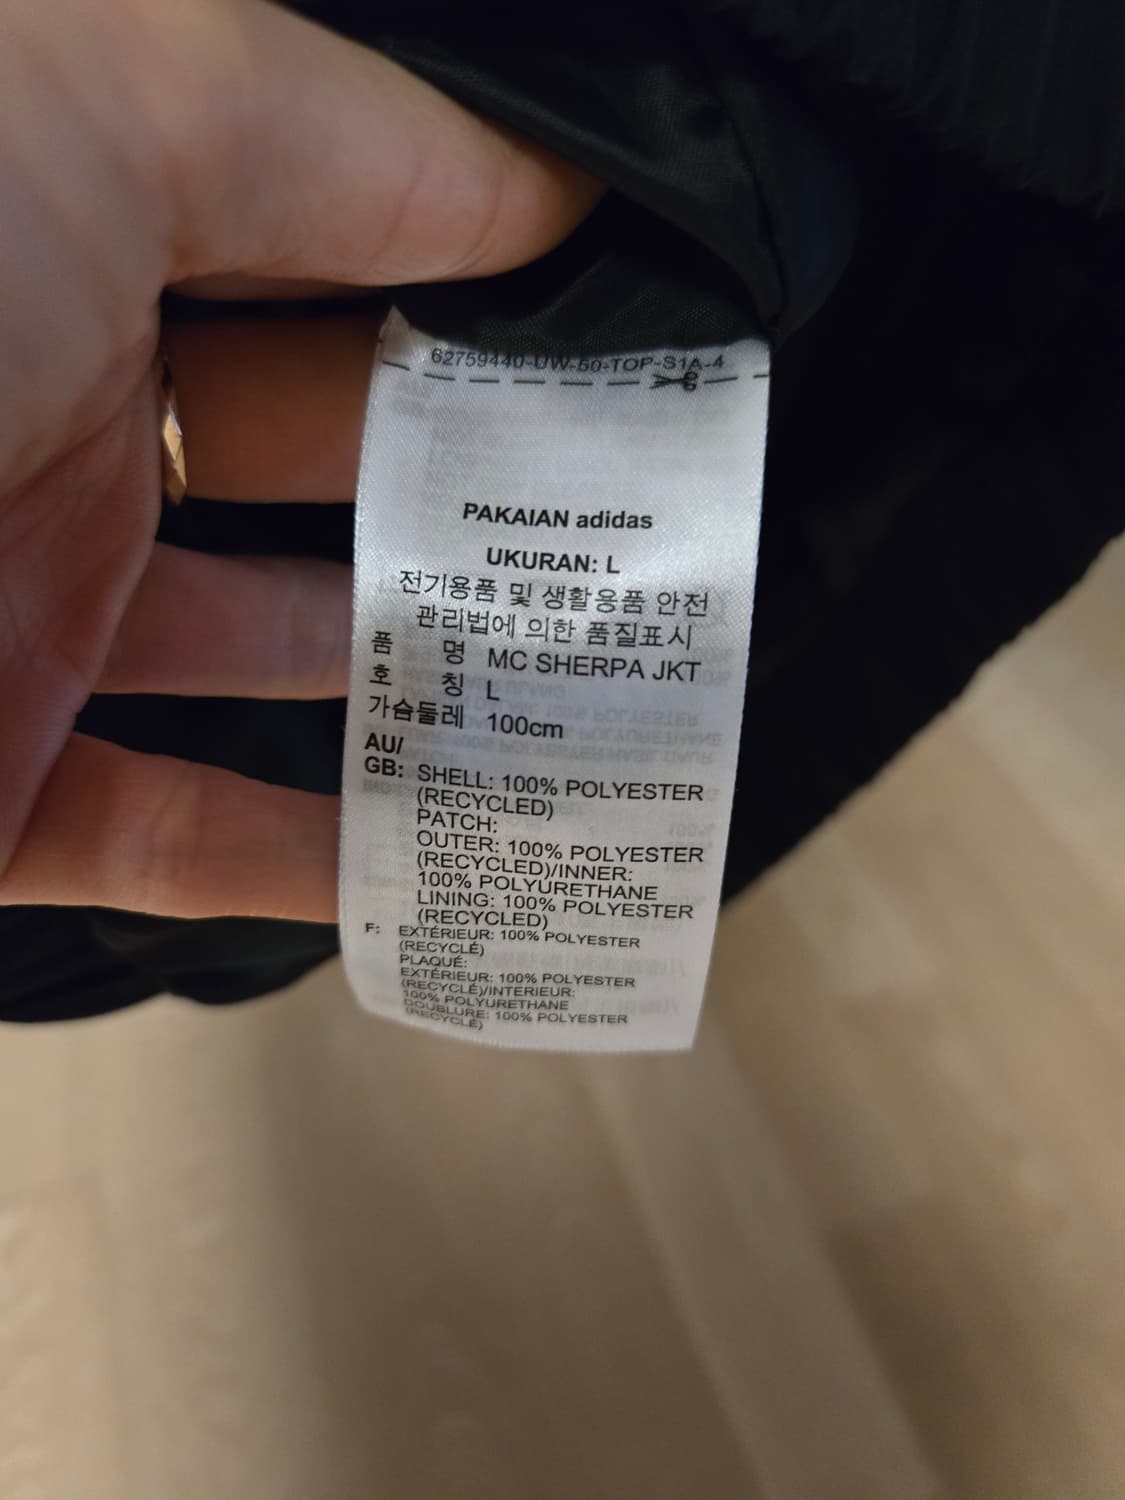 62759440-UW-50-TOP-S1A-4
PAKAIAN adidas
UKURAN: L
전기용품 및 생활용품 안전
관리법에 의한 품질표시
품 명 MC SHERPA JKT
호 칭 L
가슴둘레 100cm
AU/
GB: SHELL: 100% POLYESTER
(RECYCLED)
PATCH:
OUTER: 100% POLYESTER
(RECYCLED)/INNER:
100% POLYURETHANE
LINING: 100% POLYESTER
(RECYCLED)
F: EXTÉRIEUR: 100% POLYESTER
(RECYCLÉ)
PLAQUÉ:
EXTÉRIEUR: 100% POLYESTER
(RECYCLÉ)/INTERIEUR:
100% POLYURETHANE
DOUBLURE: 100% POLYESTER
(RECYCLÉ)